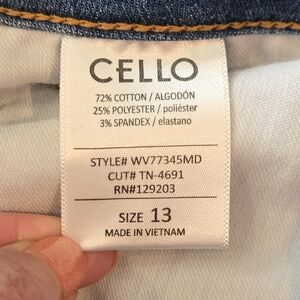 CELLO
72% COTTON / ALGODÓN
25% POLYESTER / poliéster
3% SPANDEX / elastano
STYLE# WV77345MD
CUT# TN-4691
RN#129203
SIZE 13
MADE IN VIETNAM